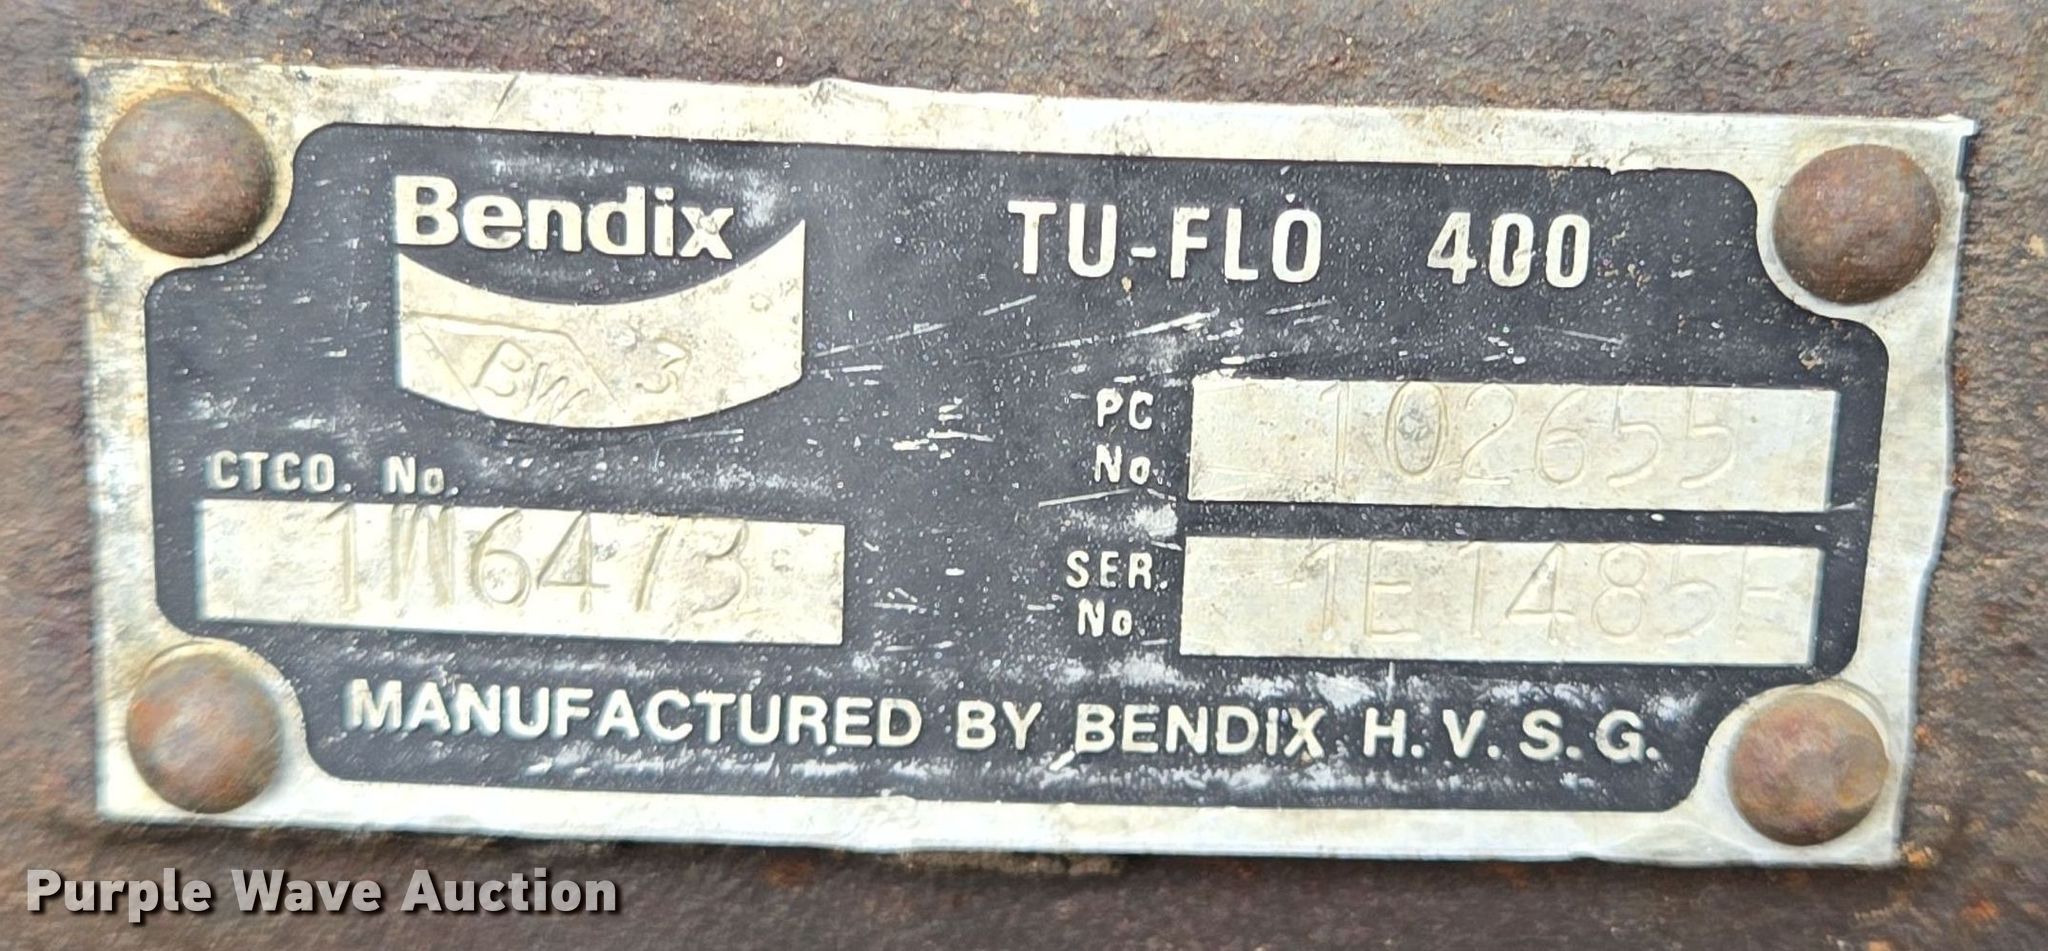 Bendix
TU-FLO 400
BW 3
PC No. 102655
CTCO. No.
1W6473
SER. No. 1E1485E
MANUFACTURED BY BENDiX H. V. S. G.
Purple Wave Auction